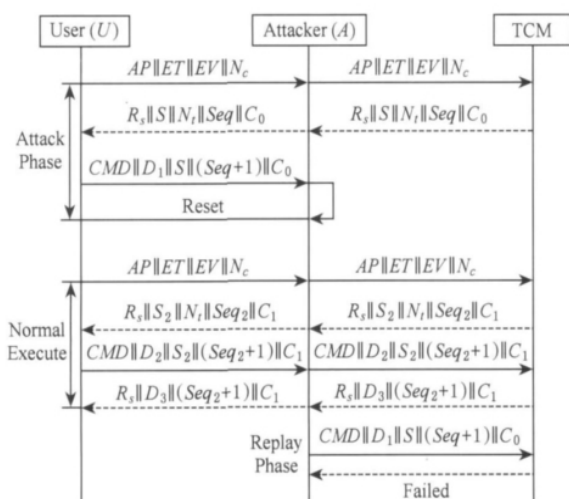 User (U) Attacker (A) TCM
AP||ET||EV||N_c AP||ET||EV||N_c
R_s||S||N_t||Seq||C_0 R_s||S||N_t||Seq||C_0
Attack
Phase
CMD||D_1||S||(Seq+1)||C_0
Reset
AP||ET||EV||N_c AP||ET||EV||N_c
R_s||S_2||N_t||Seq_2||C_1 R_s||S_2||N_t||Seq_2||C_1
Normal
Execute
CMD||D_2||S_2||(Seq_2+1)||C_1 CMD||D_2||S_2||(Seq_2+1)||C_1
R_s||D_3||(Seq_2+1)||C_1 R_s||D_3||(Seq_2+1)||C_1
Replay
Phase
CMD||D_1||S||(Seq+1)||C_0
Failed